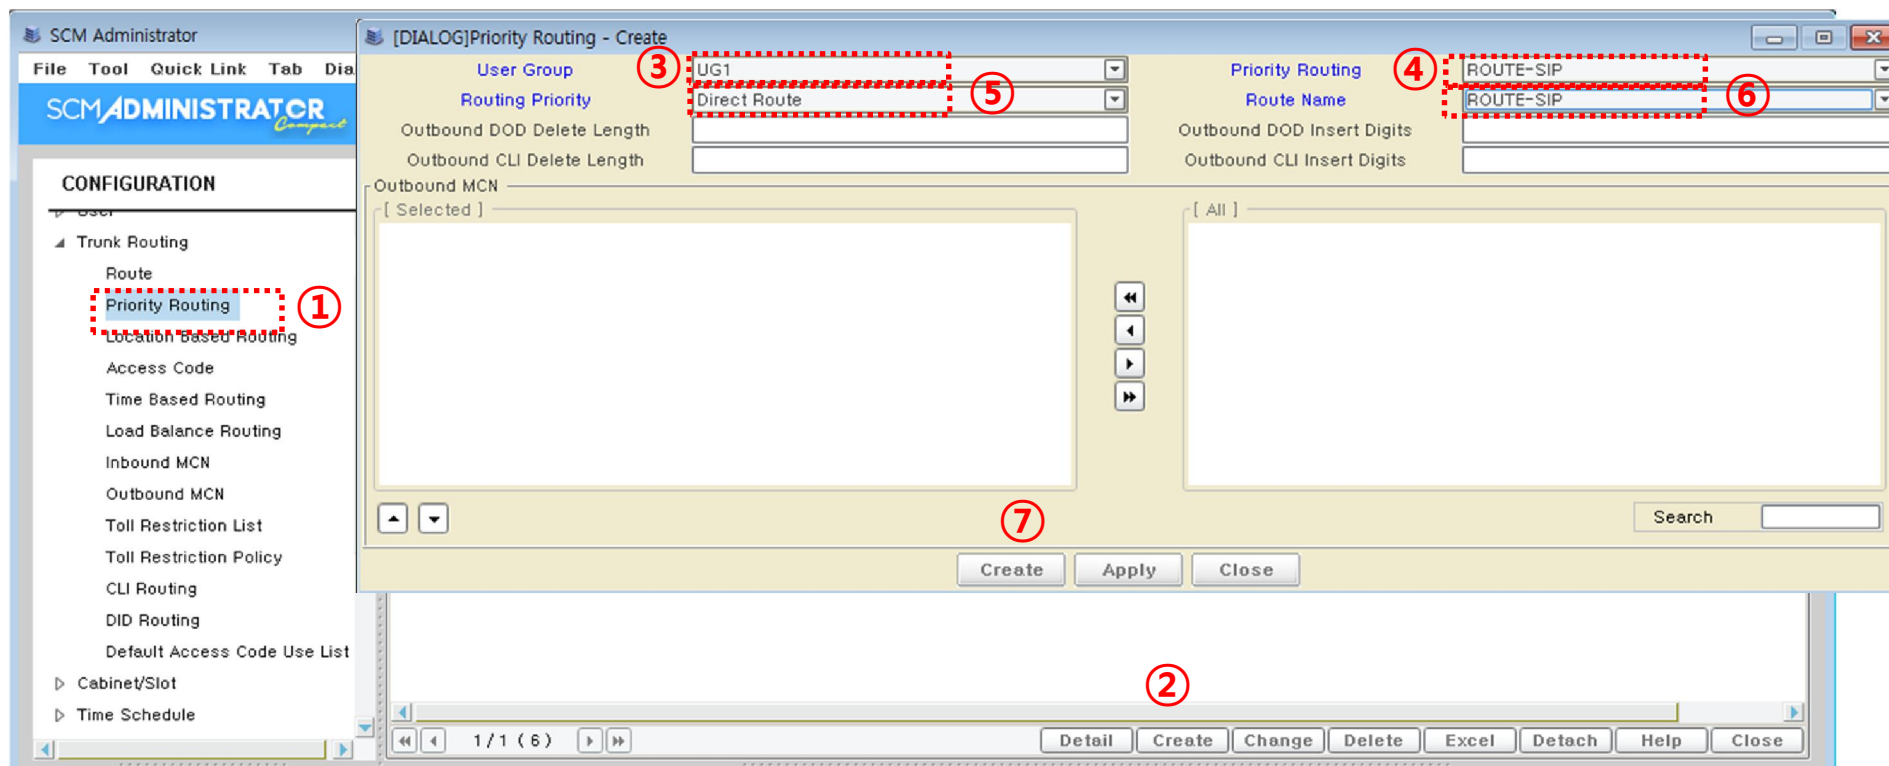 SCM Administrator
[DIALOG]Priority Routing - Create
File Tool Quick Link Tab Dia
SCM ADMINISTRATOR
Compact
User Group ③ UG1
Priority Routing ④ ROUTE-SIP
Routing Priority Direct Route ⑤
Route Name ROUTE-SIP ⑥
Outbound DOD Delete Length
Outbound DOD Insert Digits
Outbound CLI Delete Length
Outbound CLI Insert Digits
Outbound MCN
[ Selected ]
[ All ]
Search
⑦
Create Apply Close
CONFIGURATION
User
Trunk Routing
Route
Priority Routing ①
Location Based Routing
Access Code
Time Based Routing
Load Balance Routing
Inbound MCN
Outbound MCN
Toll Restriction List
Toll Restriction Policy
CLI Routing
DID Routing
Default Access Code Use List
Cabinet/Slot
Time Schedule
②
1/1 ( 6 )
Detail Create Change Delete Excel Detach Help Close